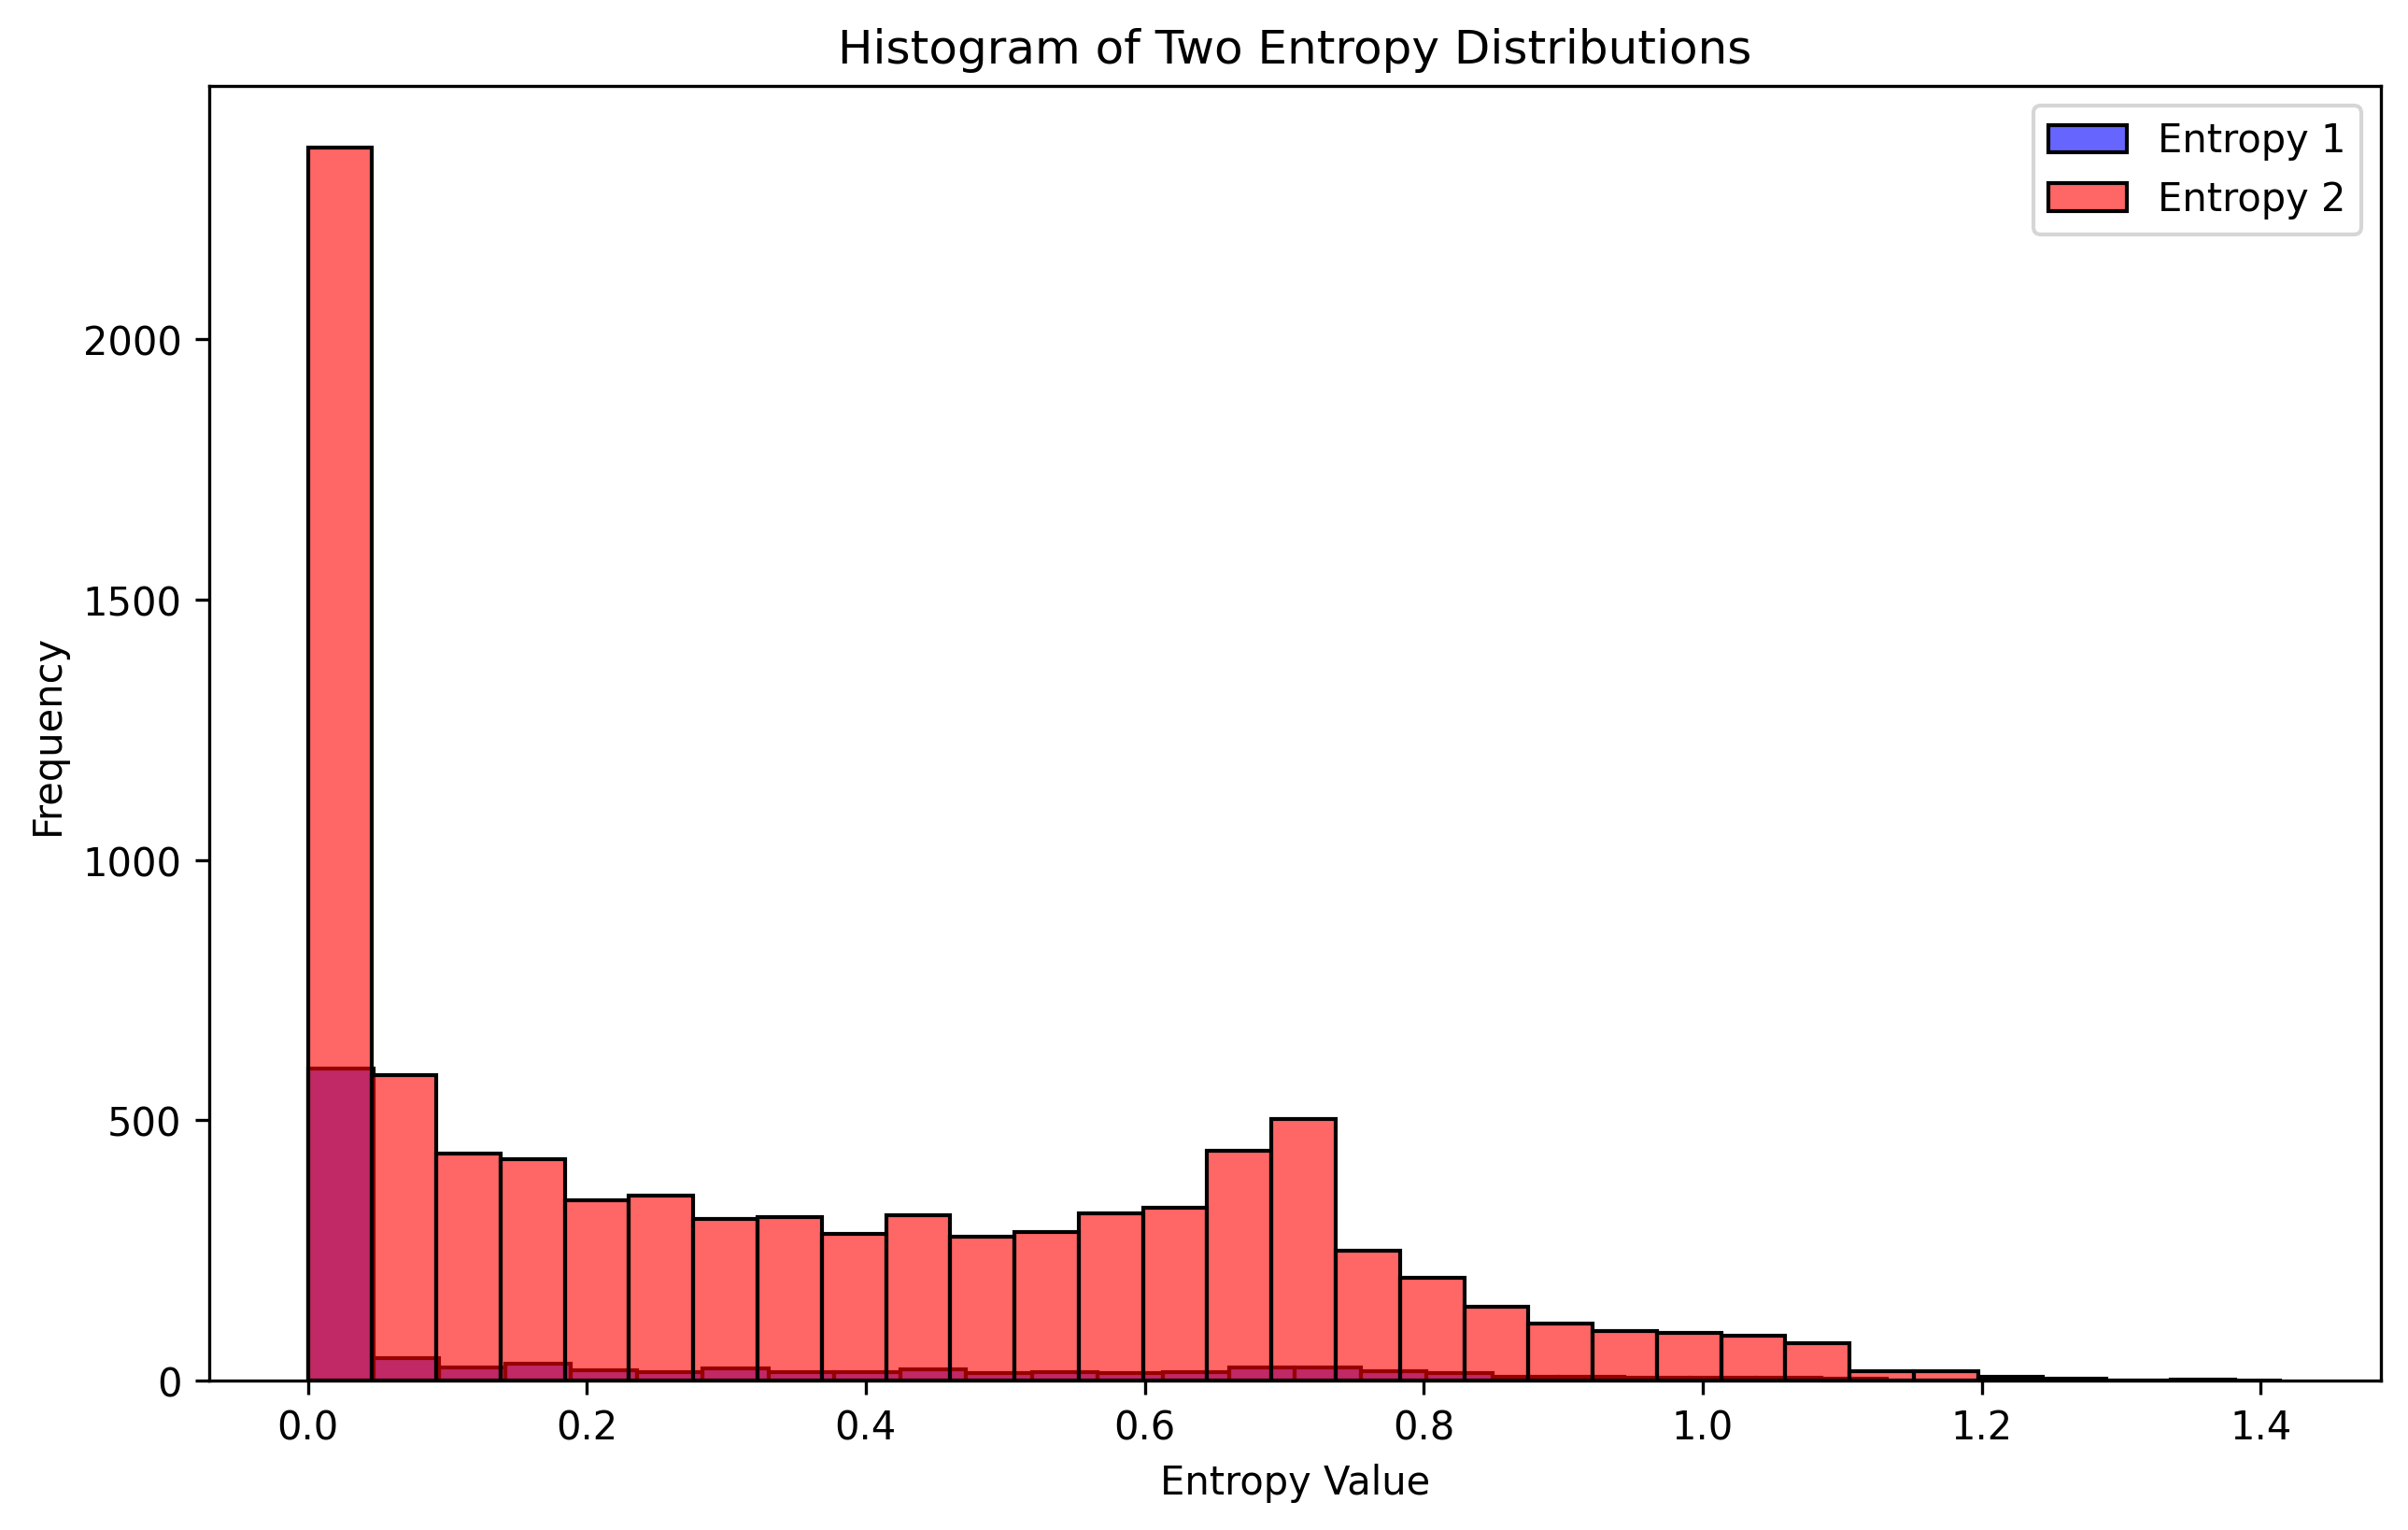 Histogram of Two Entropy Distributions
Entropy 1
Entropy 2
Frequency
2000
1500
1000
500
0
0.0 0.2 0.4 0.6 0.8 1.0 1.2 1.4
Entropy Value